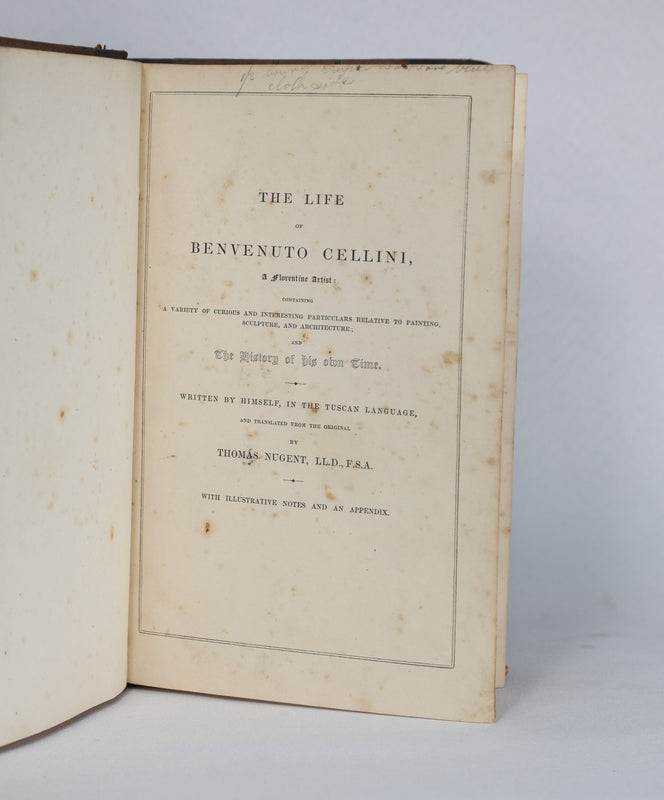 cloth sides
THE LIFE
OF
BENVENUTO CELLINI,
A Florentine Artist:
CONTAINING
A VARIETY OF CURIOUS AND INTERESTING PARTICULARS RELATIVE TO PAINTING,
SCULPTURE, AND ARCHITECTURE;
AND
The History of his own Time.
WRITTEN BY HIMSELF, IN THE TUSCAN LANGUAGE,
AND TRANSLATED FROM THE ORIGINAL
BY
THOMAS NUGENT, LL.D., F.S.A.
WITH ILLUSTRATIVE NOTES AND AN APPENDIX.